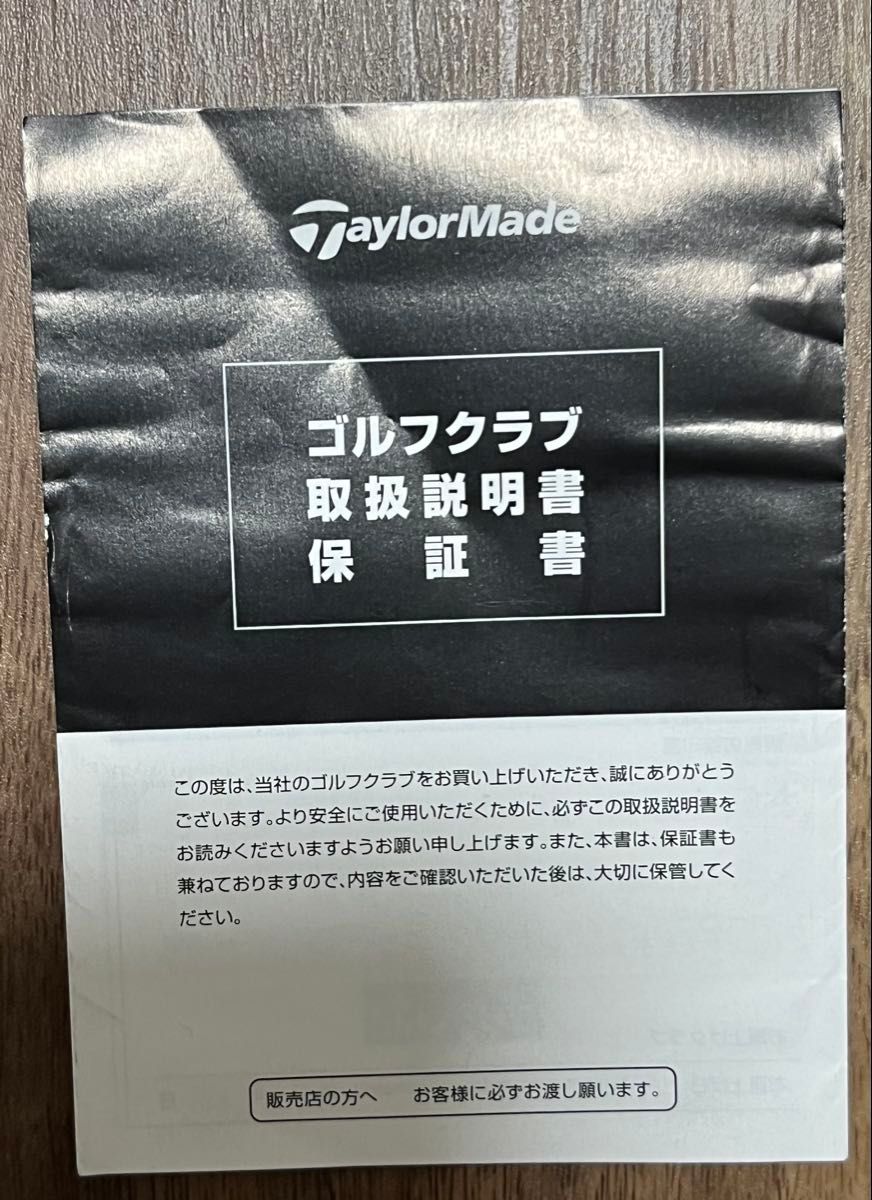 TaylorMade
ゴルフクラブ
取扱説明書
保証書
この度は、当社のゴルフクラブをお買い上げいただき、誠にありがとう
ございます。より安全にご使用いただくために、必ずこの取扱説明書を
お読みくださいますようお願い申し上げます。また、本書は、保証書も
兼ねておりますので、内容をご確認いただいた後は、大切に保管してく
ださい。
販売店の方へ お客様に必ずお渡し願います。